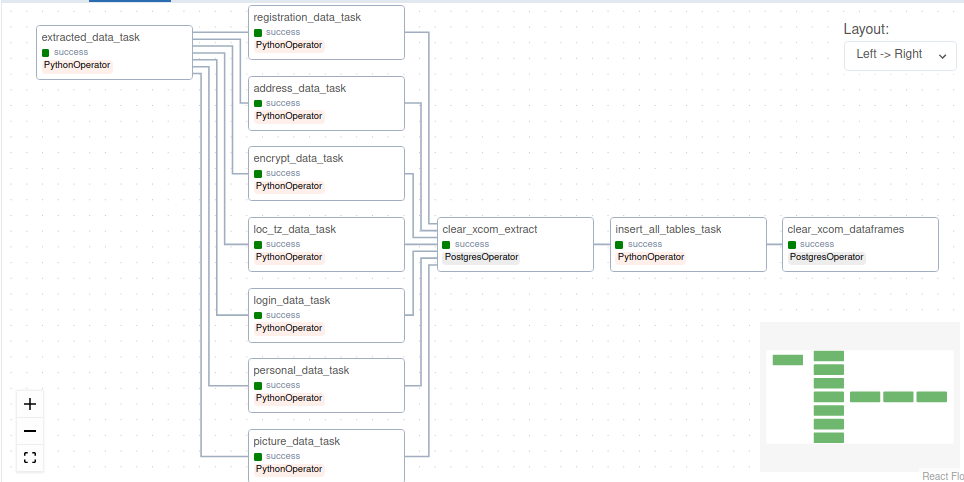 extracted_data_task
success
PythonOperator
registration_data_task
success
PythonOperator
address_data_task
success
PythonOperator
encrypt_data_task
success
PythonOperator
loc_tz_data_task
success
PythonOperator
login_data_task
success
PythonOperator
personal_data_task
success
PythonOperator
picture_data_task
success
PythonOperator
clear_xcom_extract
success
PostgresOperator
insert_all_tables_task
success
PythonOperator
clear_xcom_dataframes
success
PostgresOperator
Layout:
Left -> Right
React Flo